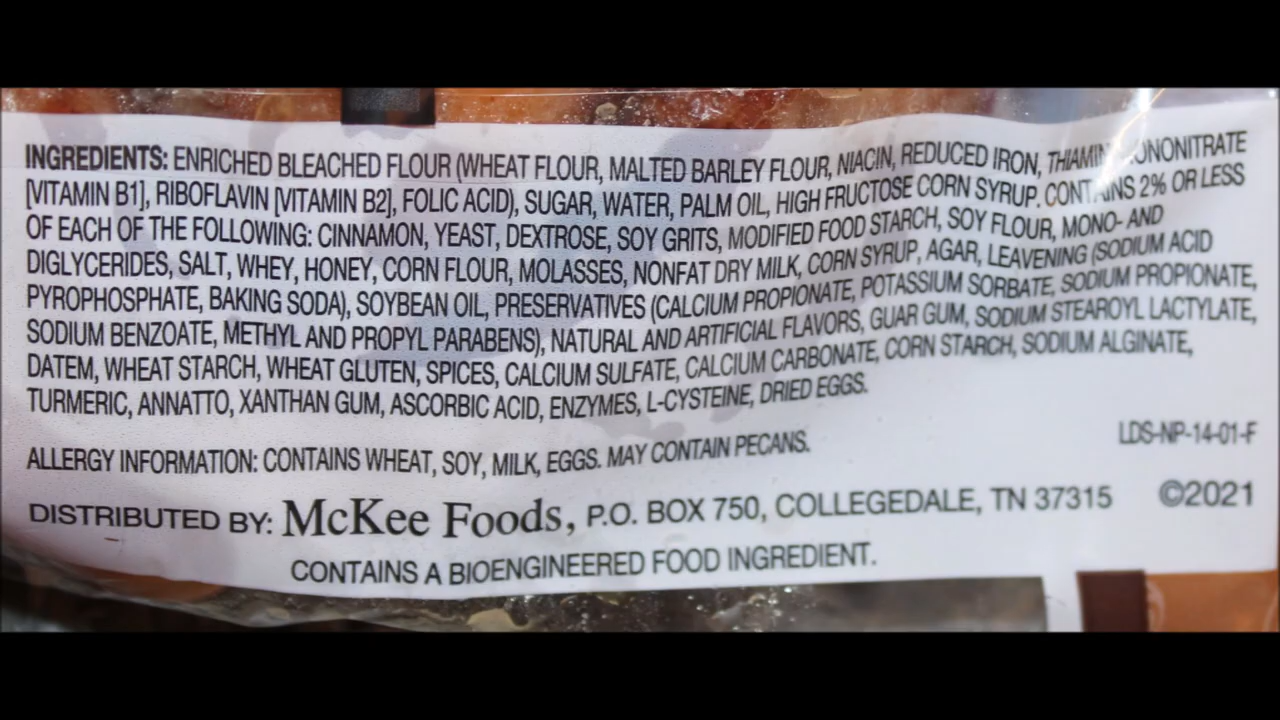 INGREDIENTS: ENRICHED BLEACHED FLOUR (WHEAT FLOUR, MALTED BARLEY FLOUR, NIACIN, REDUCED IRON,
[VITAMIN B1], RIBOFLAVIN [VITAMIN B2], FOLIC ACID), SUGAR, WATER, PALM OIL, HIGH FRUCTOSE CORN SYRUP. CONTAINS 2% OR LESS
OF EACH OF THE FOLLOWING: CINNAMON, YEAST, DEXTROSE, SOY GRITS, MODIFIED FOOD STARCH, SOY FLOUR, MONO- AND
DIGLYCERIDES, SALT, WHEY, HONEY, CORN FLOUR, MOLASSES, NONFAT DRY MILK, CORN SYRUP, AGAR, LEAVENING (SODIUM ACID
PYROPHOSPHATE, BAKING SODA), SOYBEAN OIL, PRESERVATIVES (CALCIUM PROPIONATE, POTASSIUM SORBATE, SODIUM PROPIONATE,
SODIUM BENZOATE, METHYL AND PROPYL PARABENS), NATURAL AND ARTIFICIAL FLAVORS, GUAR GUM, SODIUM STEAROYL LACTYLATE,
DATEM, WHEAT STARCH, WHEAT GLUTEN, SPICES, CALCIUM SULFATE, CALCIUM CARBONATE, CORN STARCH, SODIUM ALGINATE,
TURMERIC, ANNATTO, XANTHAN GUM, ASCORBIC ACID, ENZYMES, L-CYSTEINE, DRIED EGGS.
LDS-NP-14-01-F
ALLERGY INFORMATION: CONTAINS WHEAT, SOY, MILK, EGGS. MAY CONTAIN PECANS.
DISTRIBUTED BY: McKee Foods, P.O. BOX 750, COLLEGEDALE, TN 37315 ©2021
CONTAINS A BIOENGINEERED FOOD INGREDIENT.